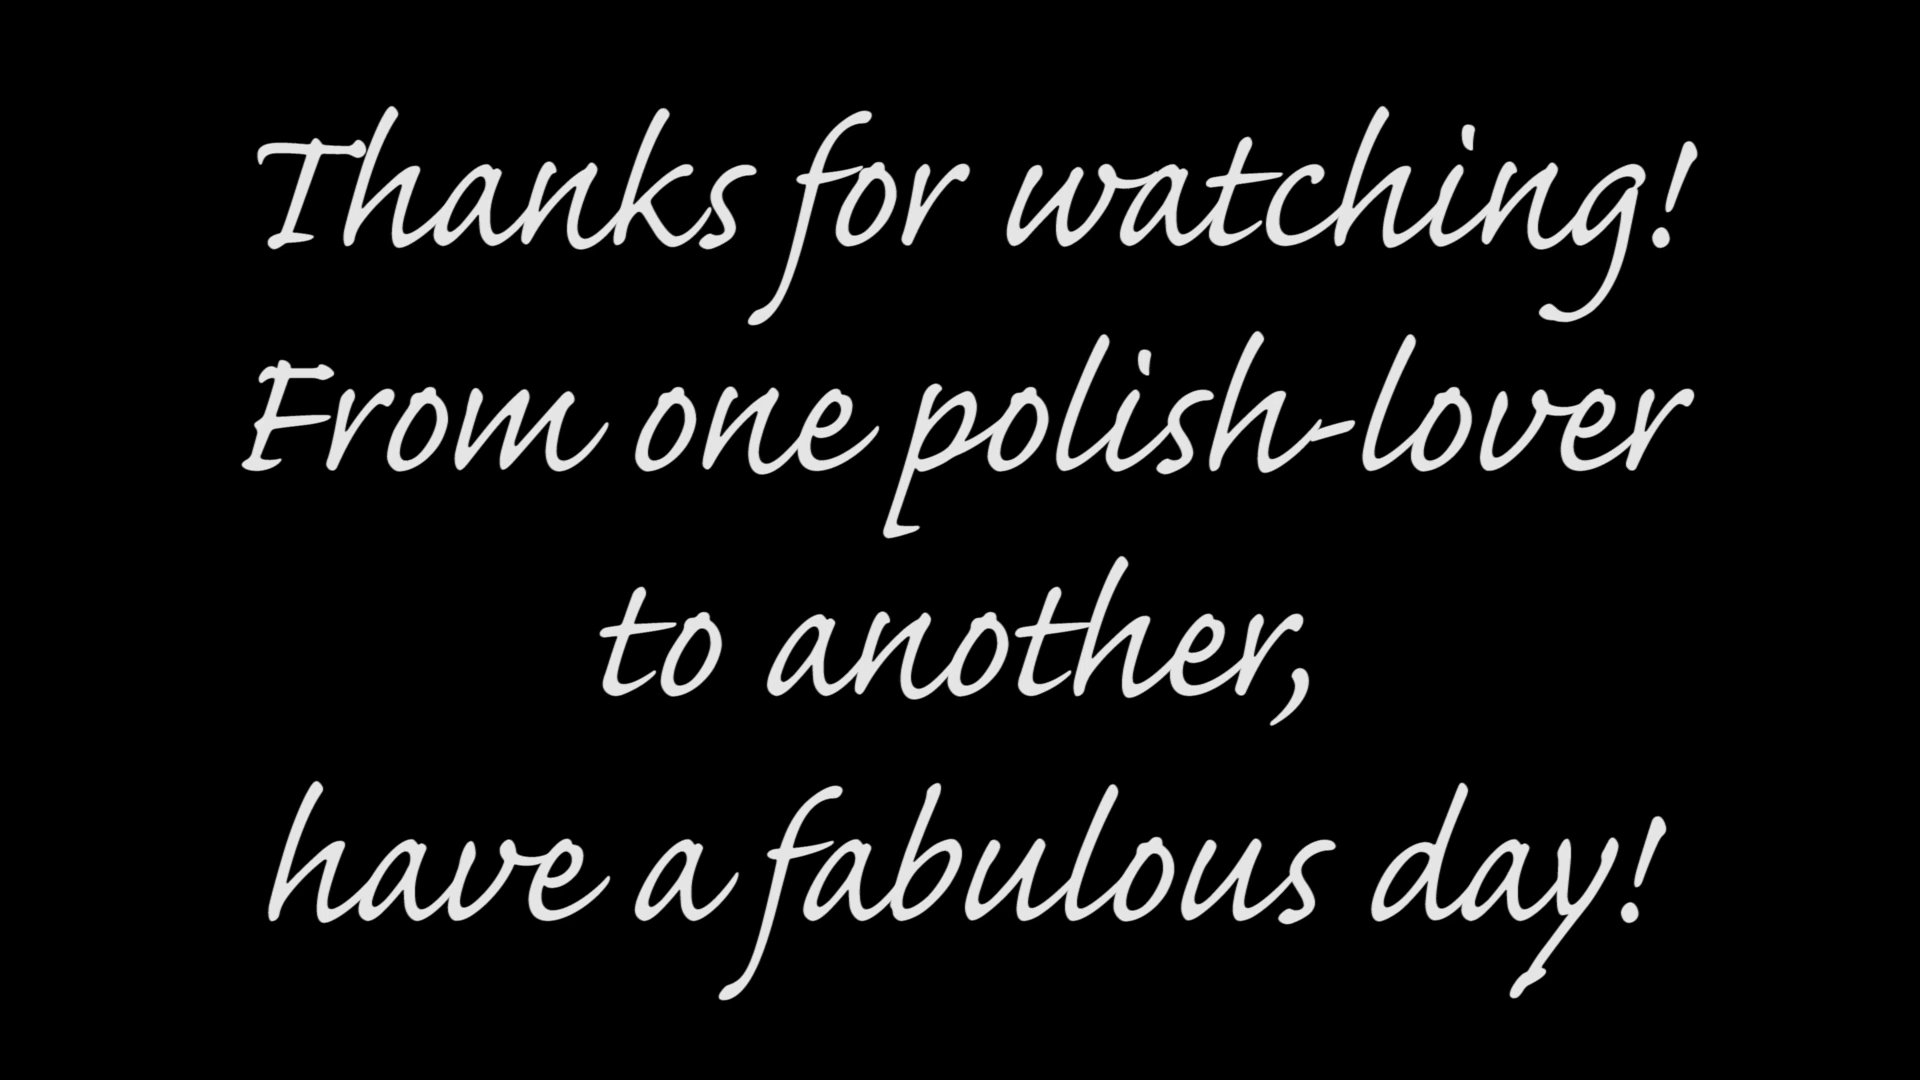 Thanks for watching!
From one polish-lover
to another,
have a fabulous day!